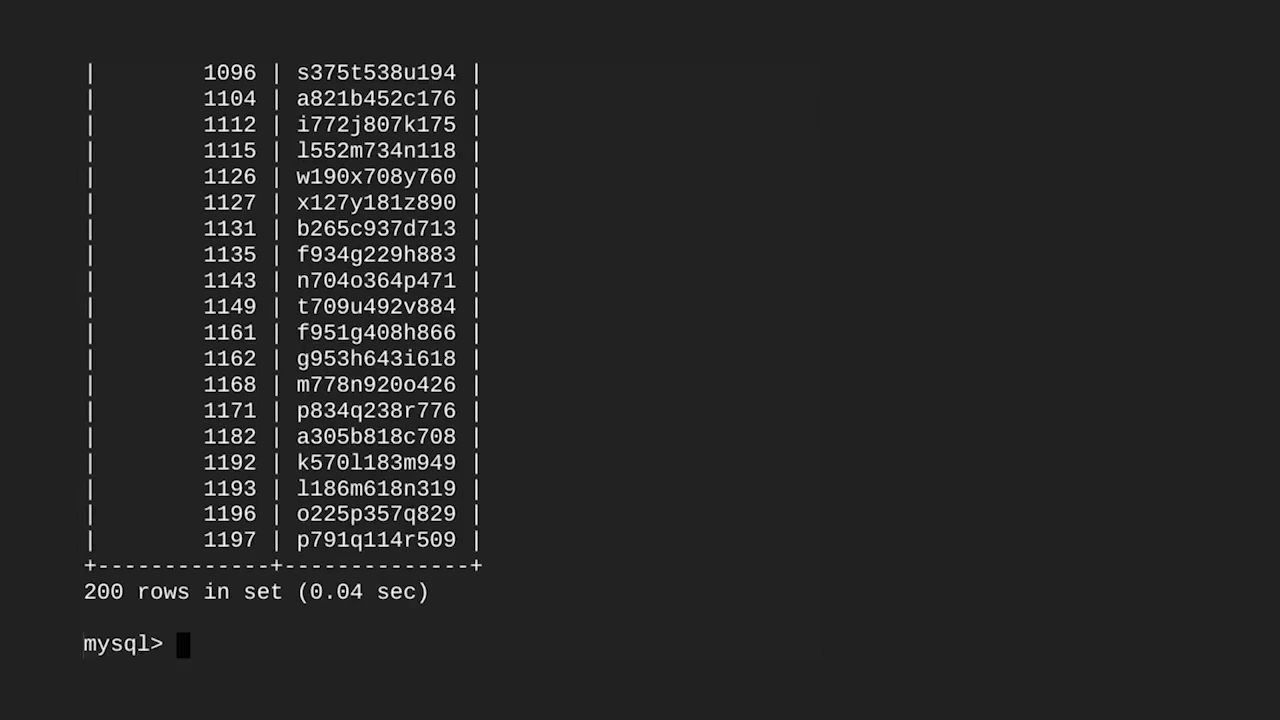 |        1096 | s375t538u194 |
|        1104 | a821b452c176 |
|        1112 | i772j807k175 |
|        1115 | l552m734n118 |
|        1126 | w190x708y760 |
|        1127 | x127y181z890 |
|        1131 | b265c937d713 |
|        1135 | f934g229h883 |
|        1143 | n704o364p471 |
|        1149 | t709u492v884 |
|        1161 | f951g408h866 |
|        1162 | g953h643i618 |
|        1168 | m778n920o426 |
|        1171 | p834q238r776 |
|        1182 | a305b818c708 |
|        1192 | k570l183m949 |
|        1193 | l186m618n319 |
|        1196 | o225p357q829 |
|        1197 | p791q114r509 |
+-------------+--------------+
200 rows in set (0.04 sec)
mysql>